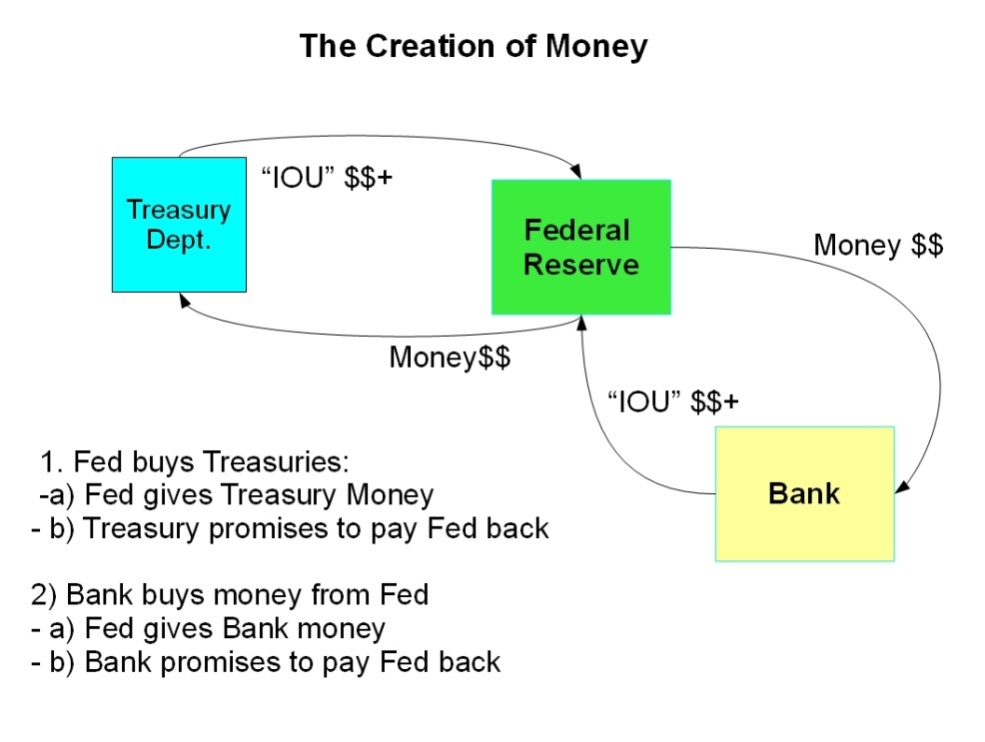 The Creation of Money
“IOU” $$+
Treasury
Dept.
Federal
Reserve
Money $$
Money$$
“IOU” $$+
Bank
1. Fed buys Treasuries:
-a) Fed gives Treasury Money
- b) Treasury promises to pay Fed back
2) Bank buys money from Fed
- a) Fed gives Bank money
- b) Bank promises to pay Fed back